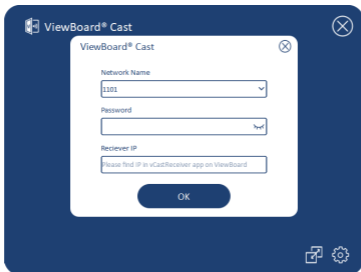 ViewBoard® Cast
ViewBoard® Cast
Network Name
1101
Password
Reciever IP
Please find IP in vCastReceiver app on ViewBoard
OK